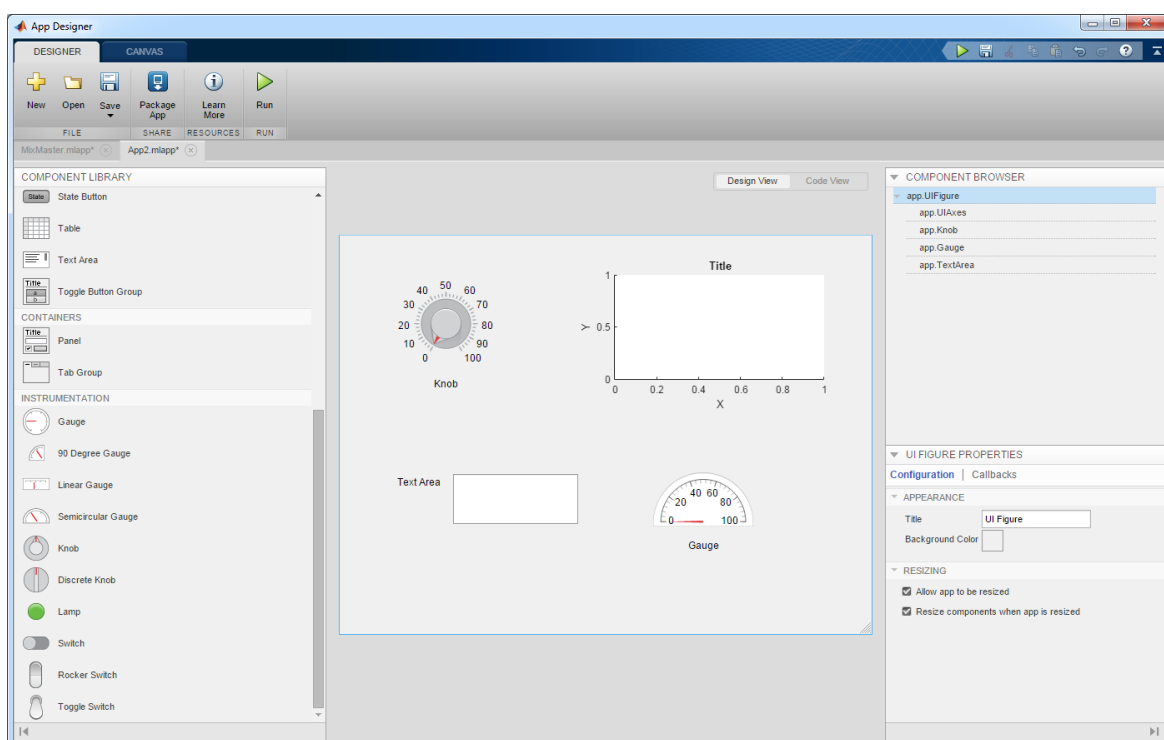 App Designer
DESIGNER CANVAS
New Open Save Package App Learn More Run
FILE SHARE RESOURCES RUN
MixMaster.mlapp* App2.mlapp*
COMPONENT LIBRARY
State State Button
Table
Text Area
Title Toggle Button Group
CONTAINERS
Title Panel
Tab Group
INSTRUMENTATION
Gauge
90 Degree Gauge
Linear Gauge
Semicircular Gauge
Knob
Discrete Knob
Lamp
Switch
Rocker Switch
Toggle Switch
Design View Code View
0 10 20 30 40 50 60 70 80 90 100
Knob
Title
1
0.5
0
Y
0 0.2 0.4 0.6 0.8 1
X
Text Area
0 20 40 60 80 100
Gauge
COMPONENT BROWSER
app.UIFigure
app.UIAxes
app.Knob
app.Gauge
app.TextArea
UI FIGURE PROPERTIES
Configuration | Callbacks
APPEARANCE
Title UI Figure
Background Color
RESIZING
Allow app to be resized
Resize components when app is resized